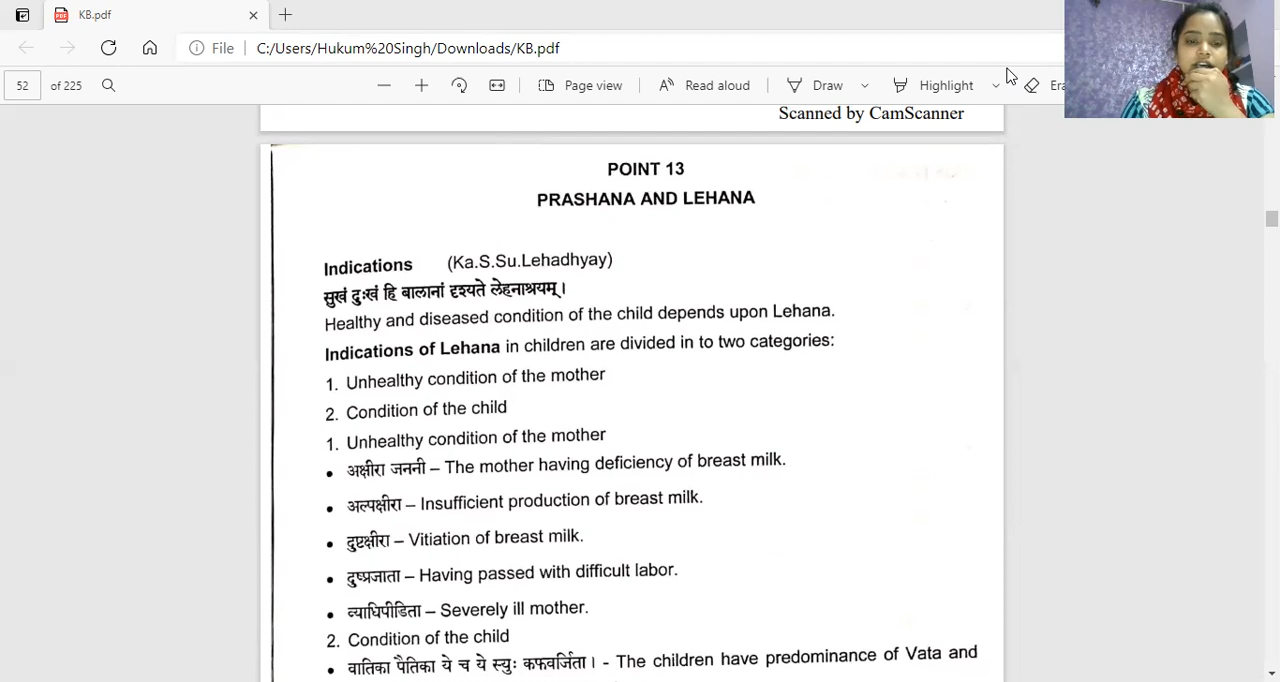 KB.pdf
File C:/Users/Hukum%20Singh/Downloads/KB.pdf
52 of 225 Page view Read aloud Draw Highlight Era
Scanned by CamScanner
POINT 13
PRASHANA AND LEHANA
Indications (Ka.S.Su.Lehadhyay)
सुखं दुःखं हि बालानां दृश्यते लेहनाश्रयम्।
Healthy and diseased condition of the child depends upon Lehana.
Indications of Lehana in children are divided in to two categories:
1. Unhealthy condition of the mother
2. Condition of the child
1. Unhealthy condition of the mother
• अक्षीरा जननी – The mother having deficiency of breast milk.
• अल्पक्षीरा – Insufficient production of breast milk.
• दुष्टक्षीरा – Vitiation of breast milk.
• दुष्प्रजाता – Having passed with difficult labor.
• व्याधिपीडिता – Severely ill mother.
2. Condition of the child
• वातिका पैतिका ये च ये स्युः कफवर्जिता। - The children have predominance of Vata and